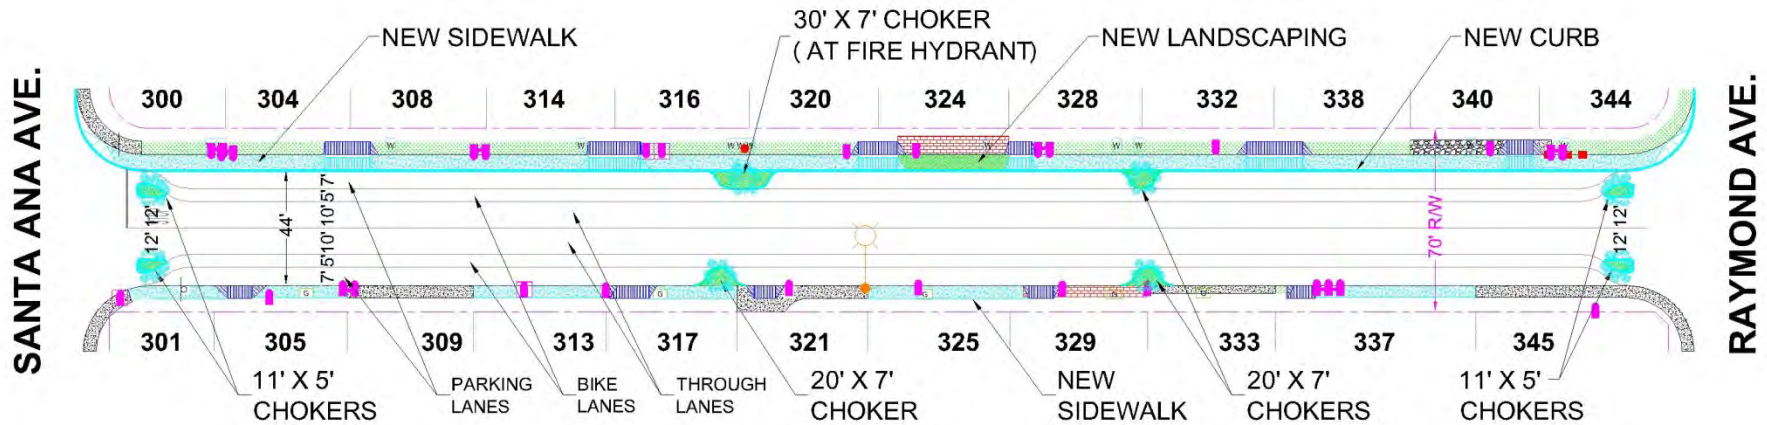 30' X 7' CHOKER
NEW SIDEWALK
( AT FIRE HYDRANT)
NEW LANDSCAPING
NEW CURB
SANTA ANA AVE.
RAYMOND AVE.
300
304
308
314
316
320
324
328
332
338
340
344
W
W
W
W
W
12' 12'
44'
7' 5'10' 10'5'7'
70' R/W
12' 12'
G
G
G
G
G
301
305
309
313
317
321
325
329
333
337
345
11' X 5'
CHOKERS
PARKING
LANES
BIKE
LANES
THROUGH
LANES
20' X 7'
CHOKER
NEW
SIDEWALK
20' X 7'
CHOKERS
11' X 5'
CHOKERS